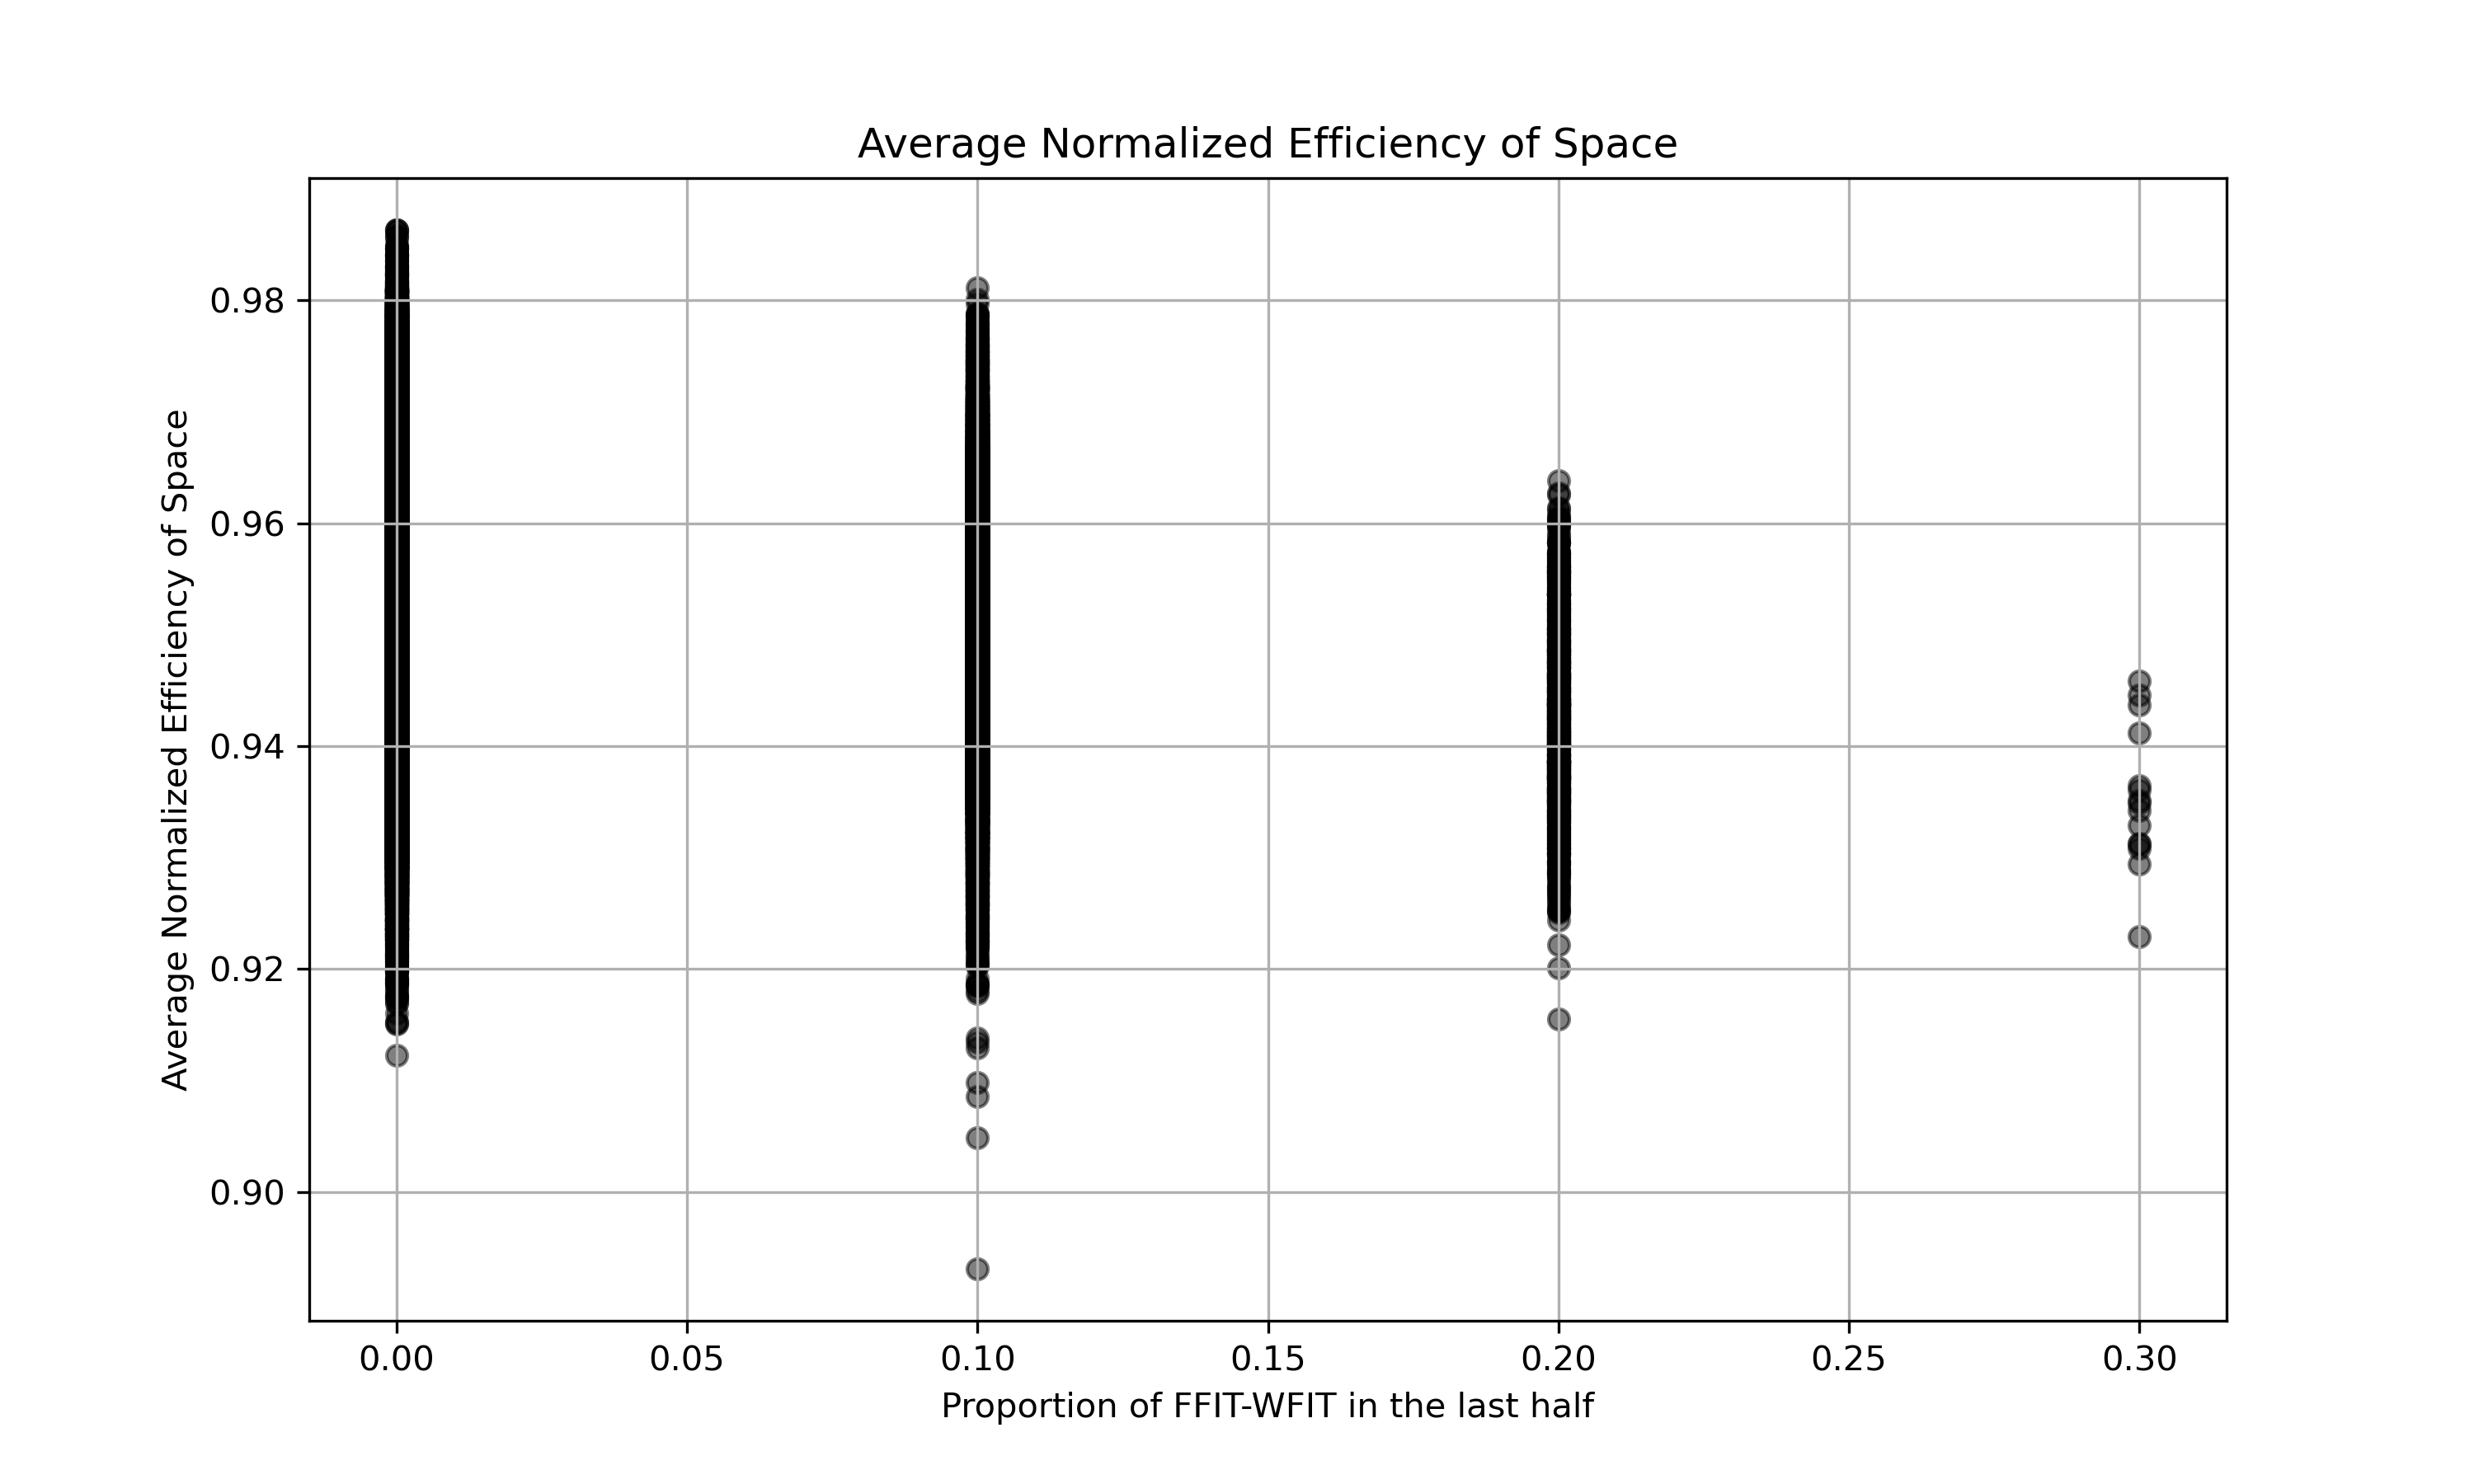 Average Normalized Efficiency of Space
Average Normalized Efficiency of Space
0.98
0.96
0.94
0.92
0.90
0.00 0.05 0.10 0.15 0.20 0.25 0.30
Proportion of FFIT-WFIT in the last half